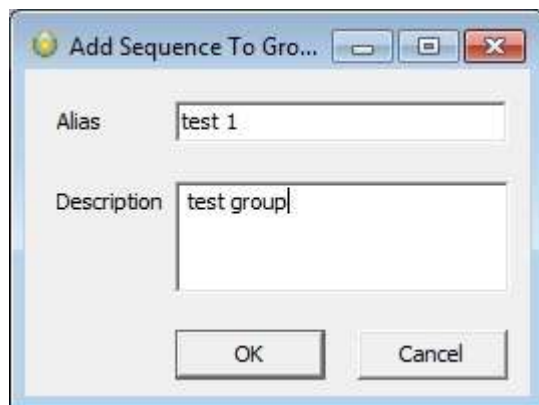 Add Sequence To Gro...
Alias
test 1
Description
test group
OK
Cancel